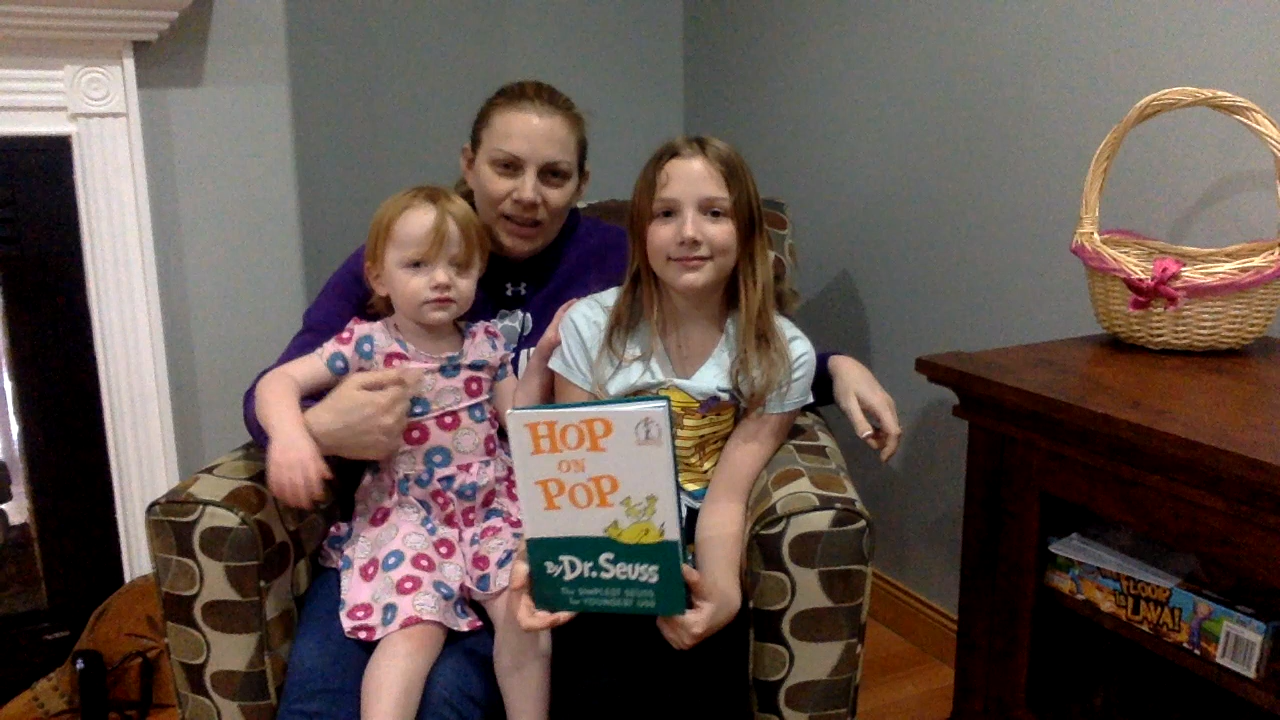 HOP
ON
POP
By Dr. Seuss
The SIMPLEST SEUSS
for YOUNGEST USE
LAVA!